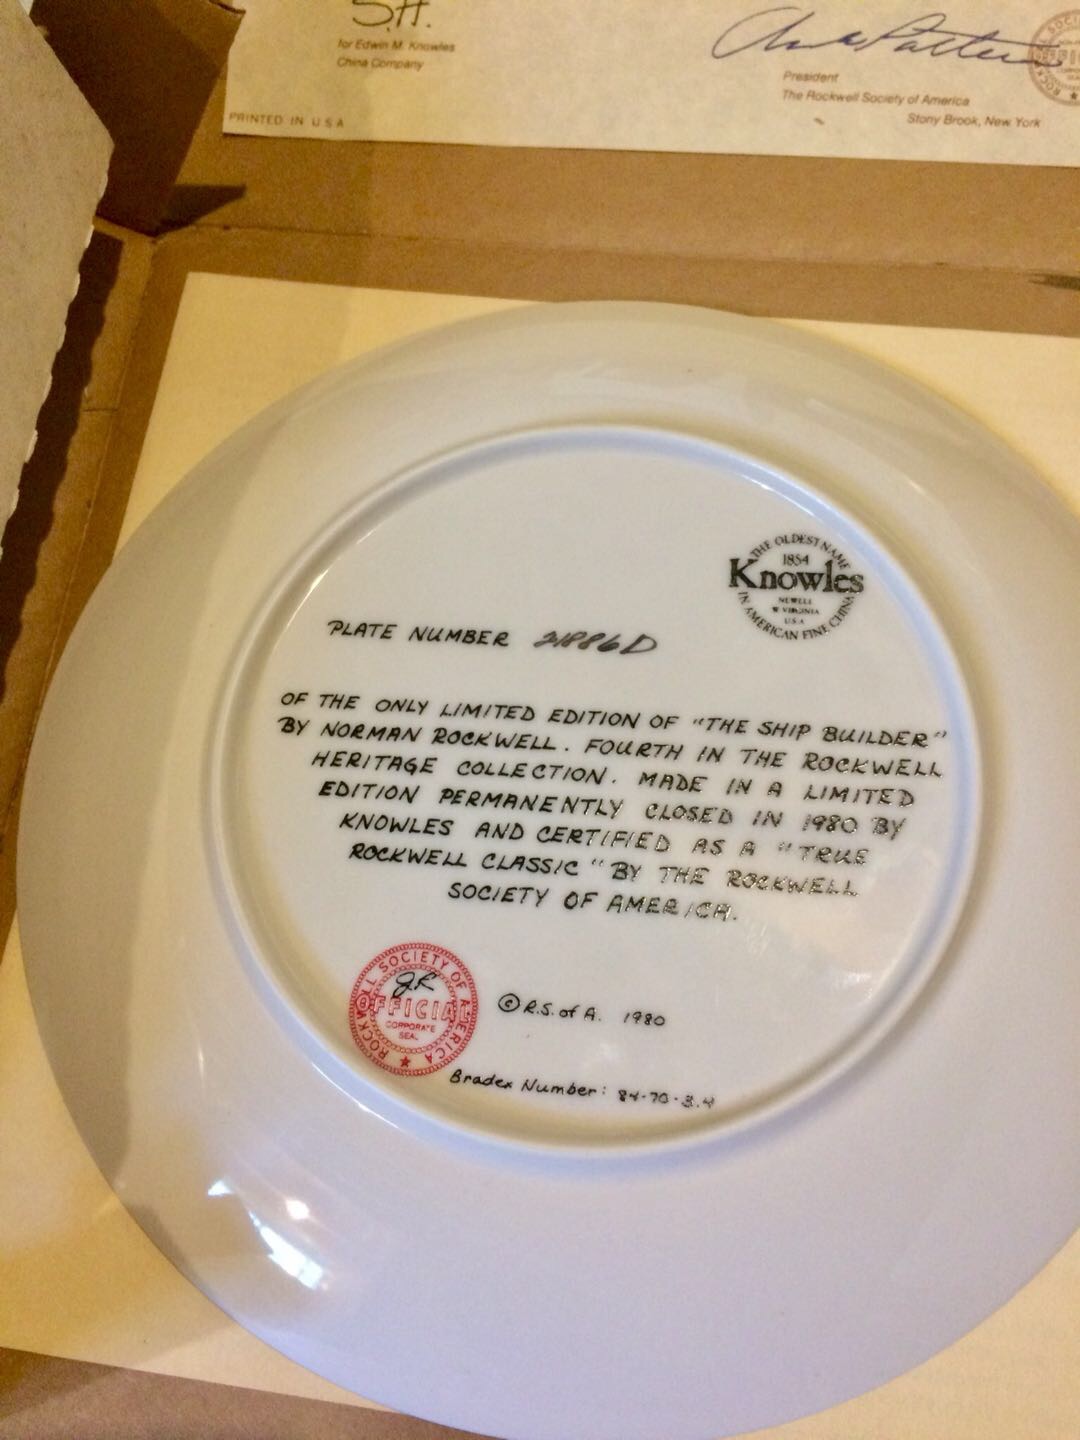 S.H.
for Edwin M. Knowles
China Company
PRINTED IN U S A
President
The Rockwell Society of America
Stony Brook, New York
THE OLDEST NAME
1854
Knowles
NEWELL
W VIRGINIA
U.S.A
IN AMERICAN FINE CHINA
PLATE NUMBER 21886D
OF THE ONLY LIMITED EDITION OF "THE SHIP BUILDER"
BY NORMAN ROCKWELL. FOURTH IN THE ROCKWELL
HERITAGE COLLECTION. MADE IN A LIMITED
EDITION PERMANENTLY CLOSED IN 1980 BY
KNOWLES AND CERTIFIED AS A "TRUE
ROCKWELL CLASSIC" BY THE ROCKWELL
SOCIETY OF AMERICA.
ROCKWELL SOCIETY OF AMERICA
JR
OFFICIAL
CORPORATE
SEAL
© R.S. of A. 1980
Bradex Number: 84-70-3.4